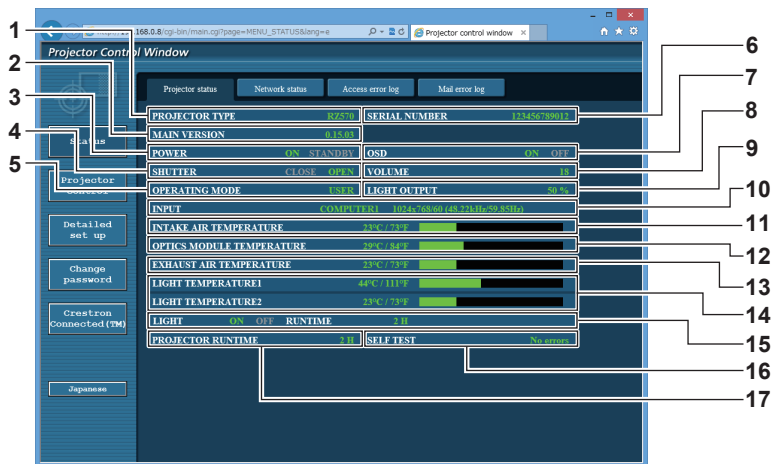 168.0.8/cgi-bin/main.cgi?page=MENU_STATUS&lang=e
Projector control window
Projector Control Window
Projector status Network status Access error log Mail error log
PROJECTOR TYPE RZ570 SERIAL NUMBER 123456789012
MAIN VERSION 0.15.03
POWER ON STANDBY OSD ON OFF
SHUTTER CLOSE OPEN VOLUME 18
OPERATING MODE USER LIGHT OUTPUT 50 %
INPUT COMPUTER1 1024x768/60 (48.22kHz/59.85Hz)
INTAKE AIR TEMPERATURE 23°C / 73°F
OPTICS MODULE TEMPERATURE 29°C / 84°F
EXHAUST AIR TEMPERATURE 23°C / 73°F
LIGHT TEMPERATURE1 44°C / 111°F
LIGHT TEMPERATURE2 23°C / 73°F
LIGHT ON OFF RUNTIME 2 H
PROJECTOR RUNTIME 2 H SELF TEST No errors
Status
Projector
control
Detailed
set up
Change
password
Crestron
Connected(TM)
Japanese
1
2
3
4
5
6
7
8
9
10
11
12
13
14
15
16
17